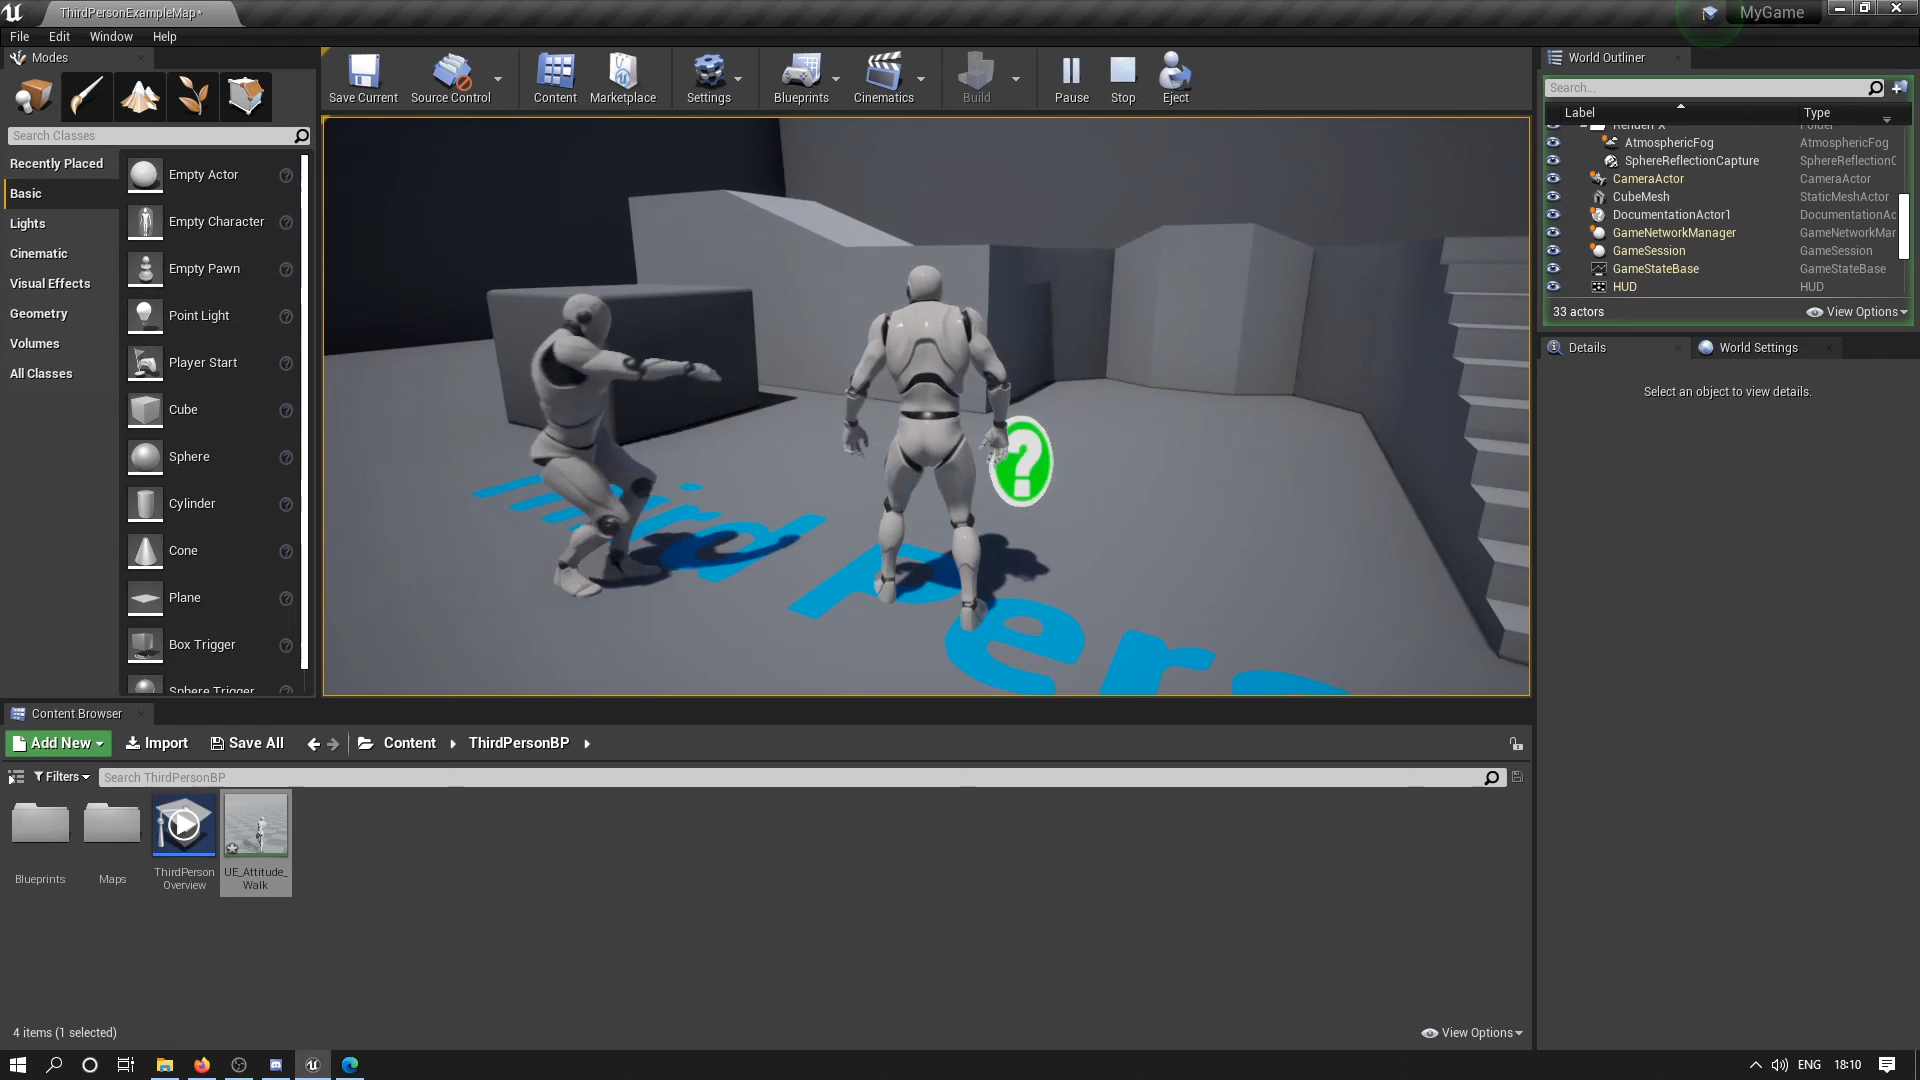 ThirdPersonExampleMap*
MyGame
File Edit Window Help
Modes
Search Classes
Recently Placed
Basic
Lights
Cinematic
Visual Effects
Geometry
Volumes
All Classes
Empty Actor
Empty Character
Empty Pawn
Point Light
Player Start
Cube
Sphere
Cylinder
Cone
Plane
Box Trigger
Sphere Trigger
Save Current
Source Control
Content
Marketplace
Settings
Blueprints
Cinematics
Build
Pause
Stop
Eject
?
Third Pers
World Outliner
Search...
Label Type
RenderFX Folder
AtmosphericFog AtmosphericFog
SphereReflectionCapture SphereReflectionC
CameraActor CameraActor
CubeMesh StaticMeshActor
DocumentationActor1 DocumentationAc
GameNetworkManager GameNetworkMar
GameSession GameSession
GameStateBase GameStateBase
HUD HUD
33 actors View Options
Details World Settings
Select an object to view details.
Content Browser
Add New Import Save All Content ThirdPersonBP
Filters Search ThirdPersonBP
Blueprints
Maps
ThirdPerson
Overview
UE_Attitude_
Walk
4 items (1 selected)
View Options
ENG 18:10